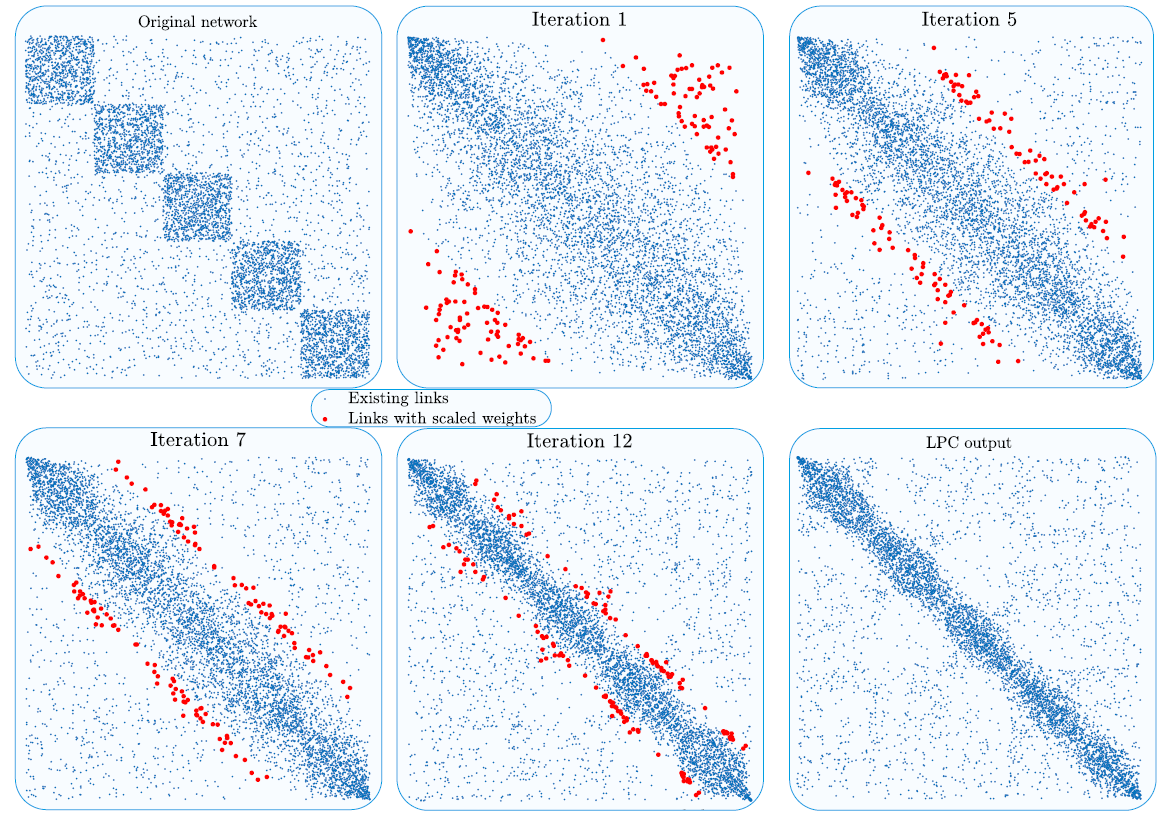 Original network
Iteration 1
Iteration 5
Existing links
Links with scaled weights
Iteration 7
Iteration 12
LPC output